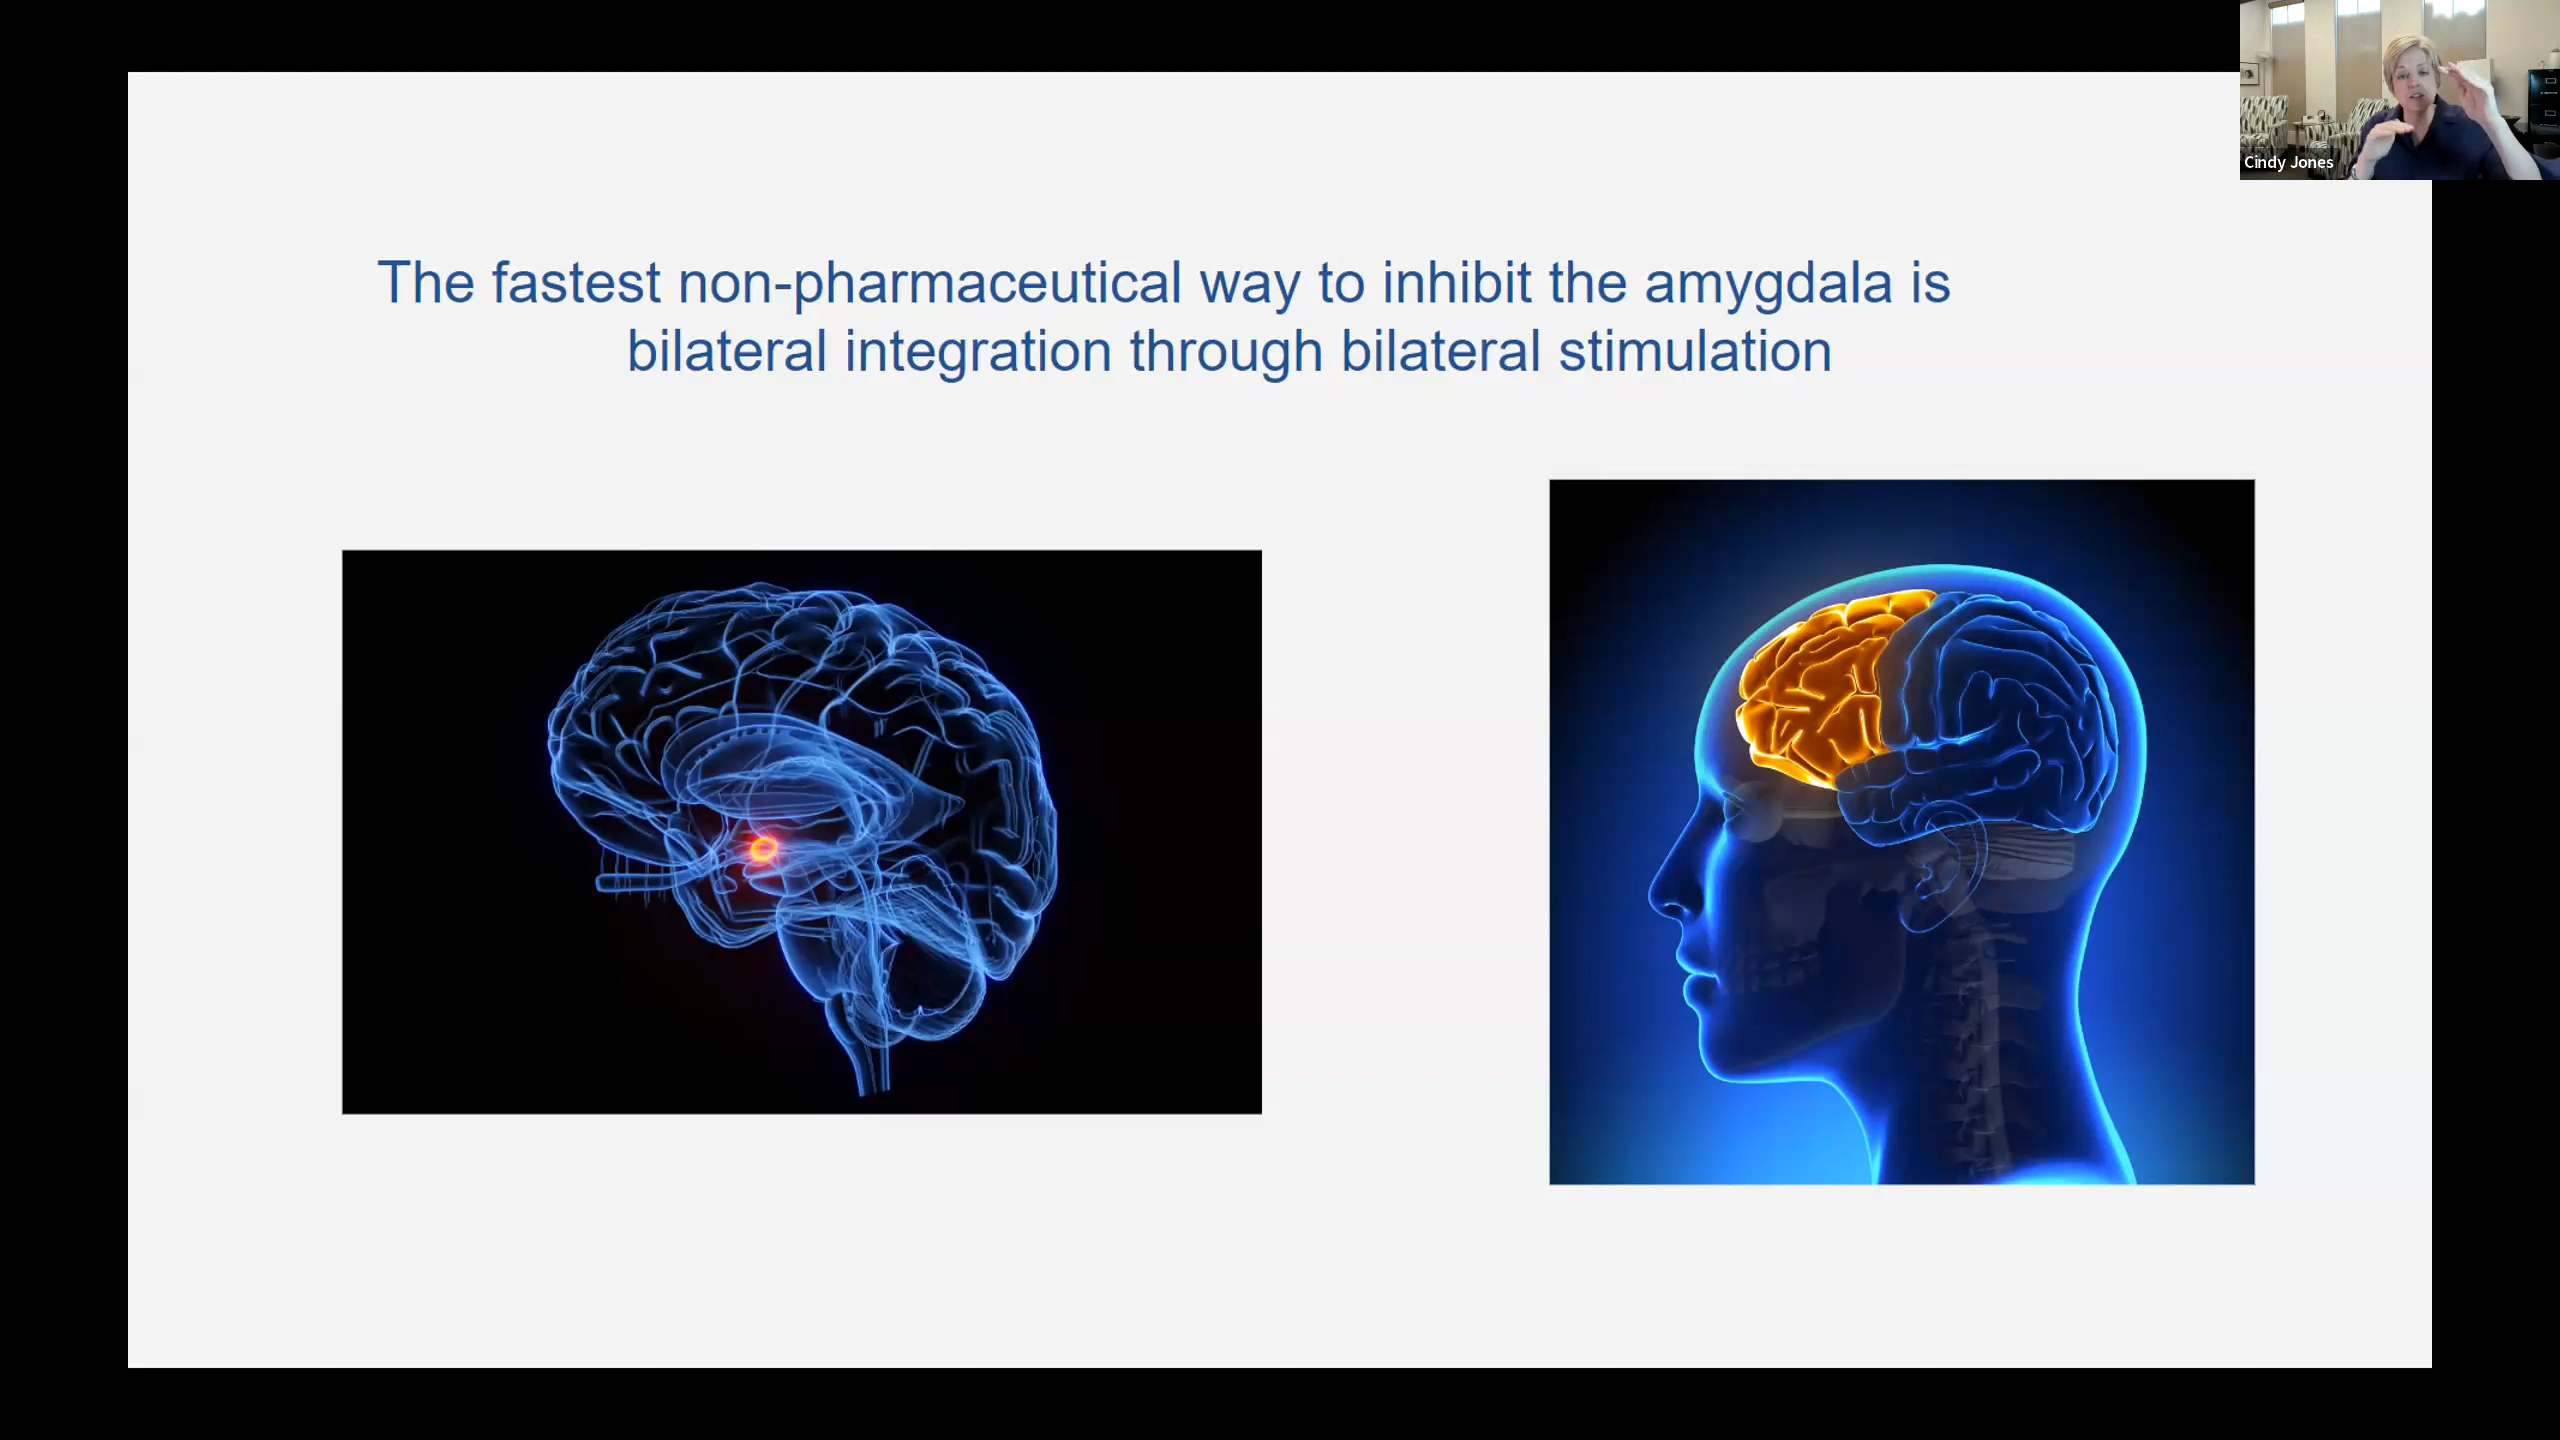 The fastest non-pharmaceutical way to inhibit the amygdala is
bilateral integration through bilateral stimulation
Cindy Jones